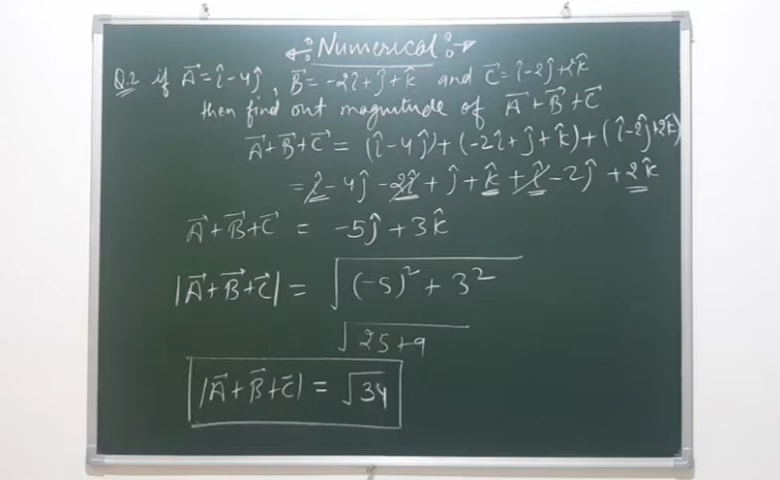 Numerical
Q.2 if A⃗ = î - 4ĵ, B⃗ = -2î + ĵ + k̂ and C⃗ = î - 2ĵ + 2k̂
then find out magnitude of A⃗ + B⃗ + C⃗
A⃗ + B⃗ + C⃗ = (î - 4ĵ) + (-2î + ĵ + k̂) + (î - 2ĵ + 2k̂)
= î - 4ĵ - 2î + ĵ + k̂ + î - 2ĵ + 2k̂
A⃗ + B⃗ + C⃗ = -5ĵ + 3k̂
|A⃗ + B⃗ + C⃗| = √((-5)² + 3²)
√(25 + 9)
|A⃗ + B⃗ + C⃗| = √34